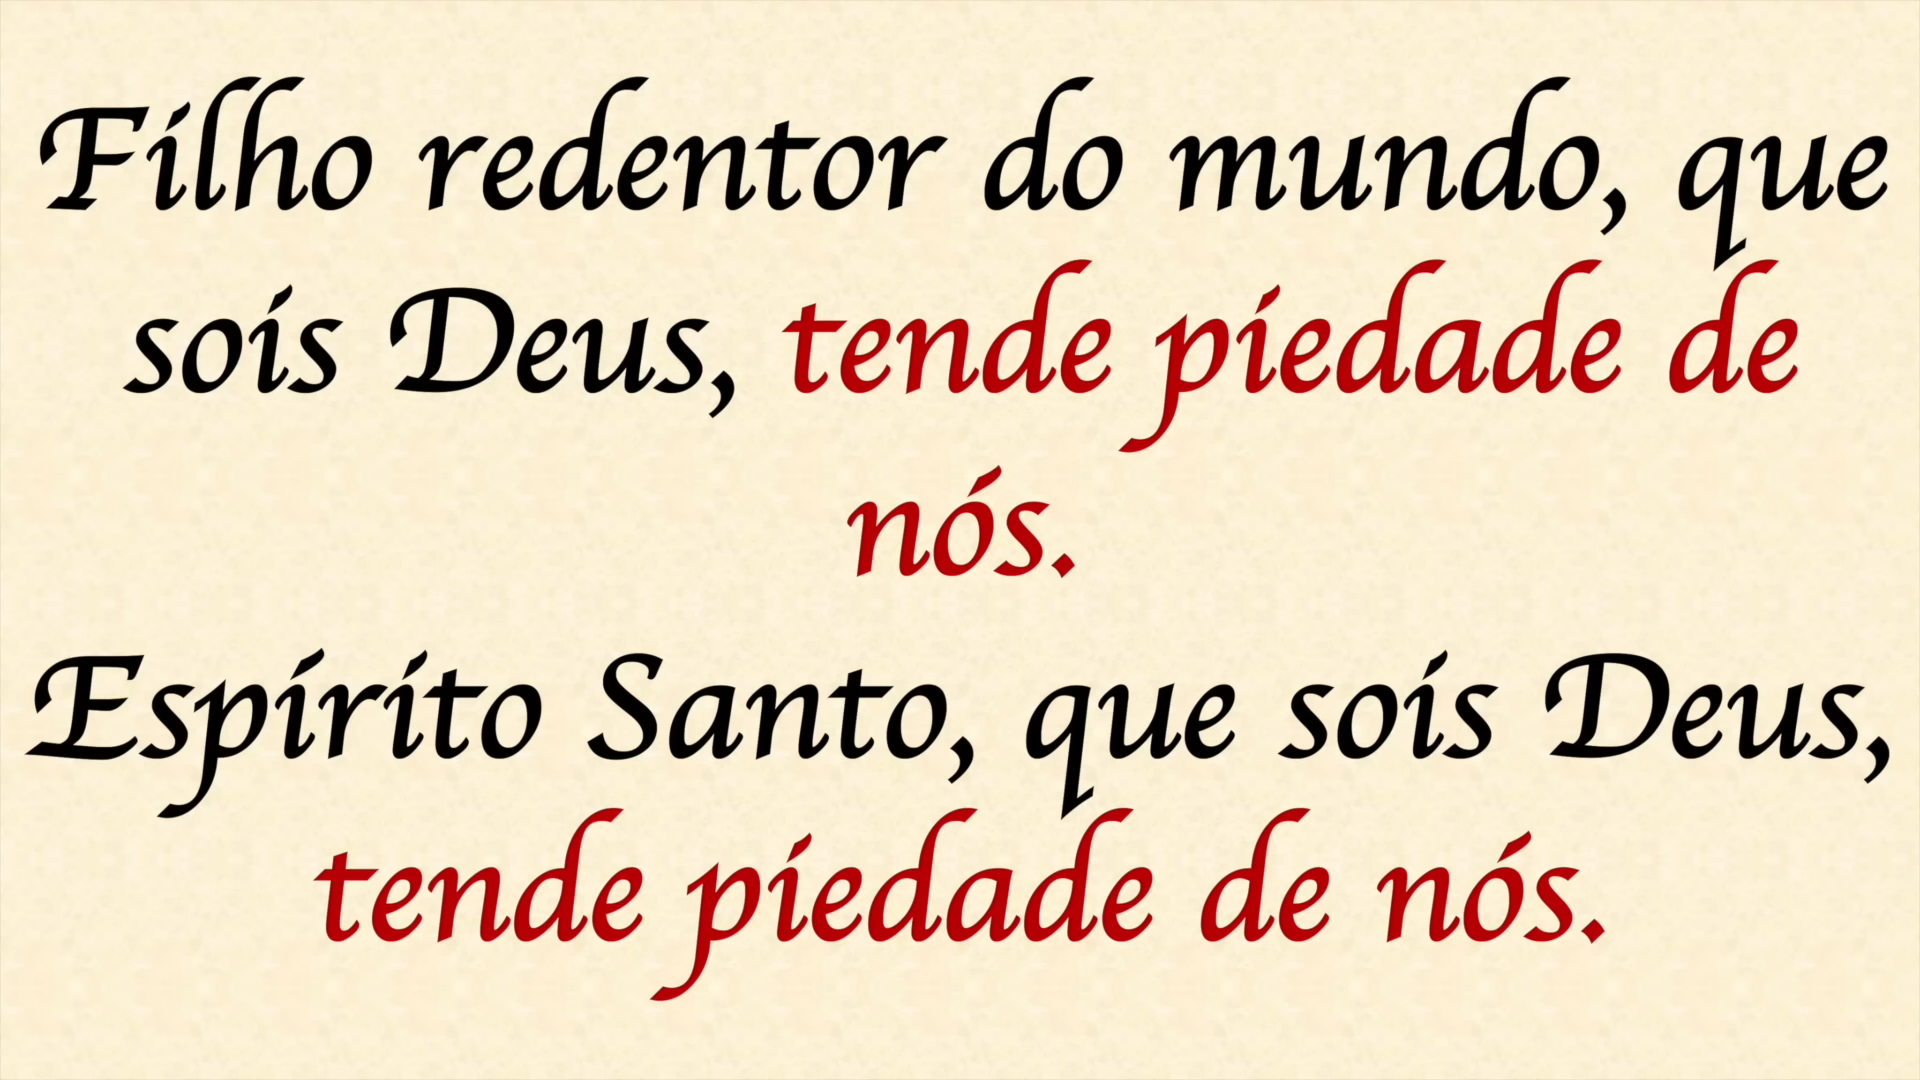 Filho redentor do mundo, que
sois Deus, tende piedade de
nós.
Espírito Santo, que sois Deus,
tende piedade de nós.